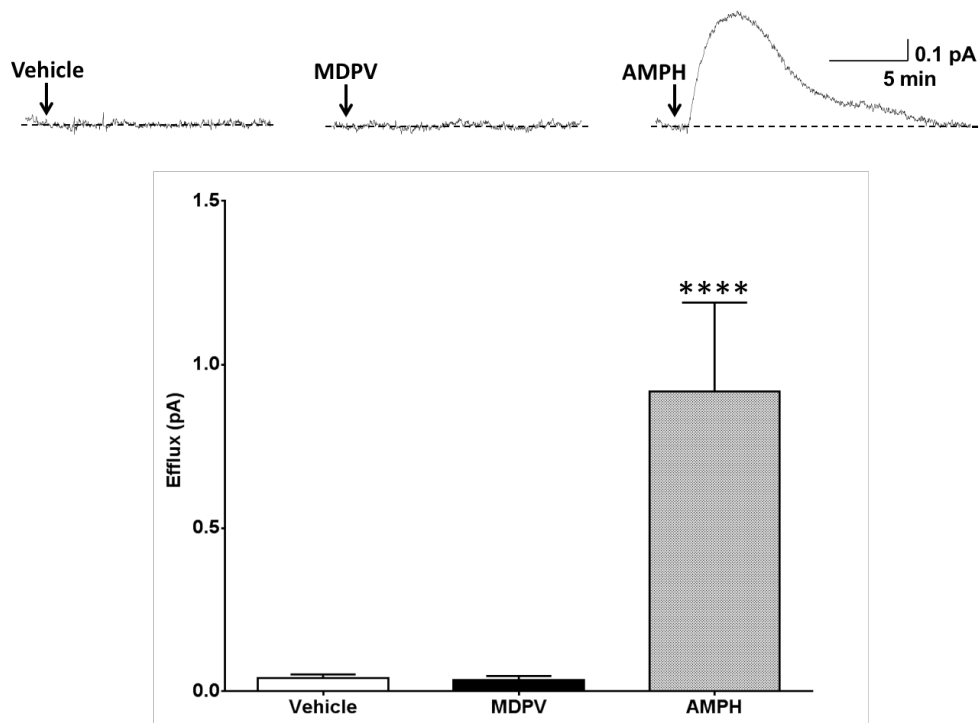 Vehicle
MDPV
AMPH
0.1 pA
5 min
1.5
****
1.0
Efflux (pA)
0.5
0.0
Vehicle MDPV AMPH